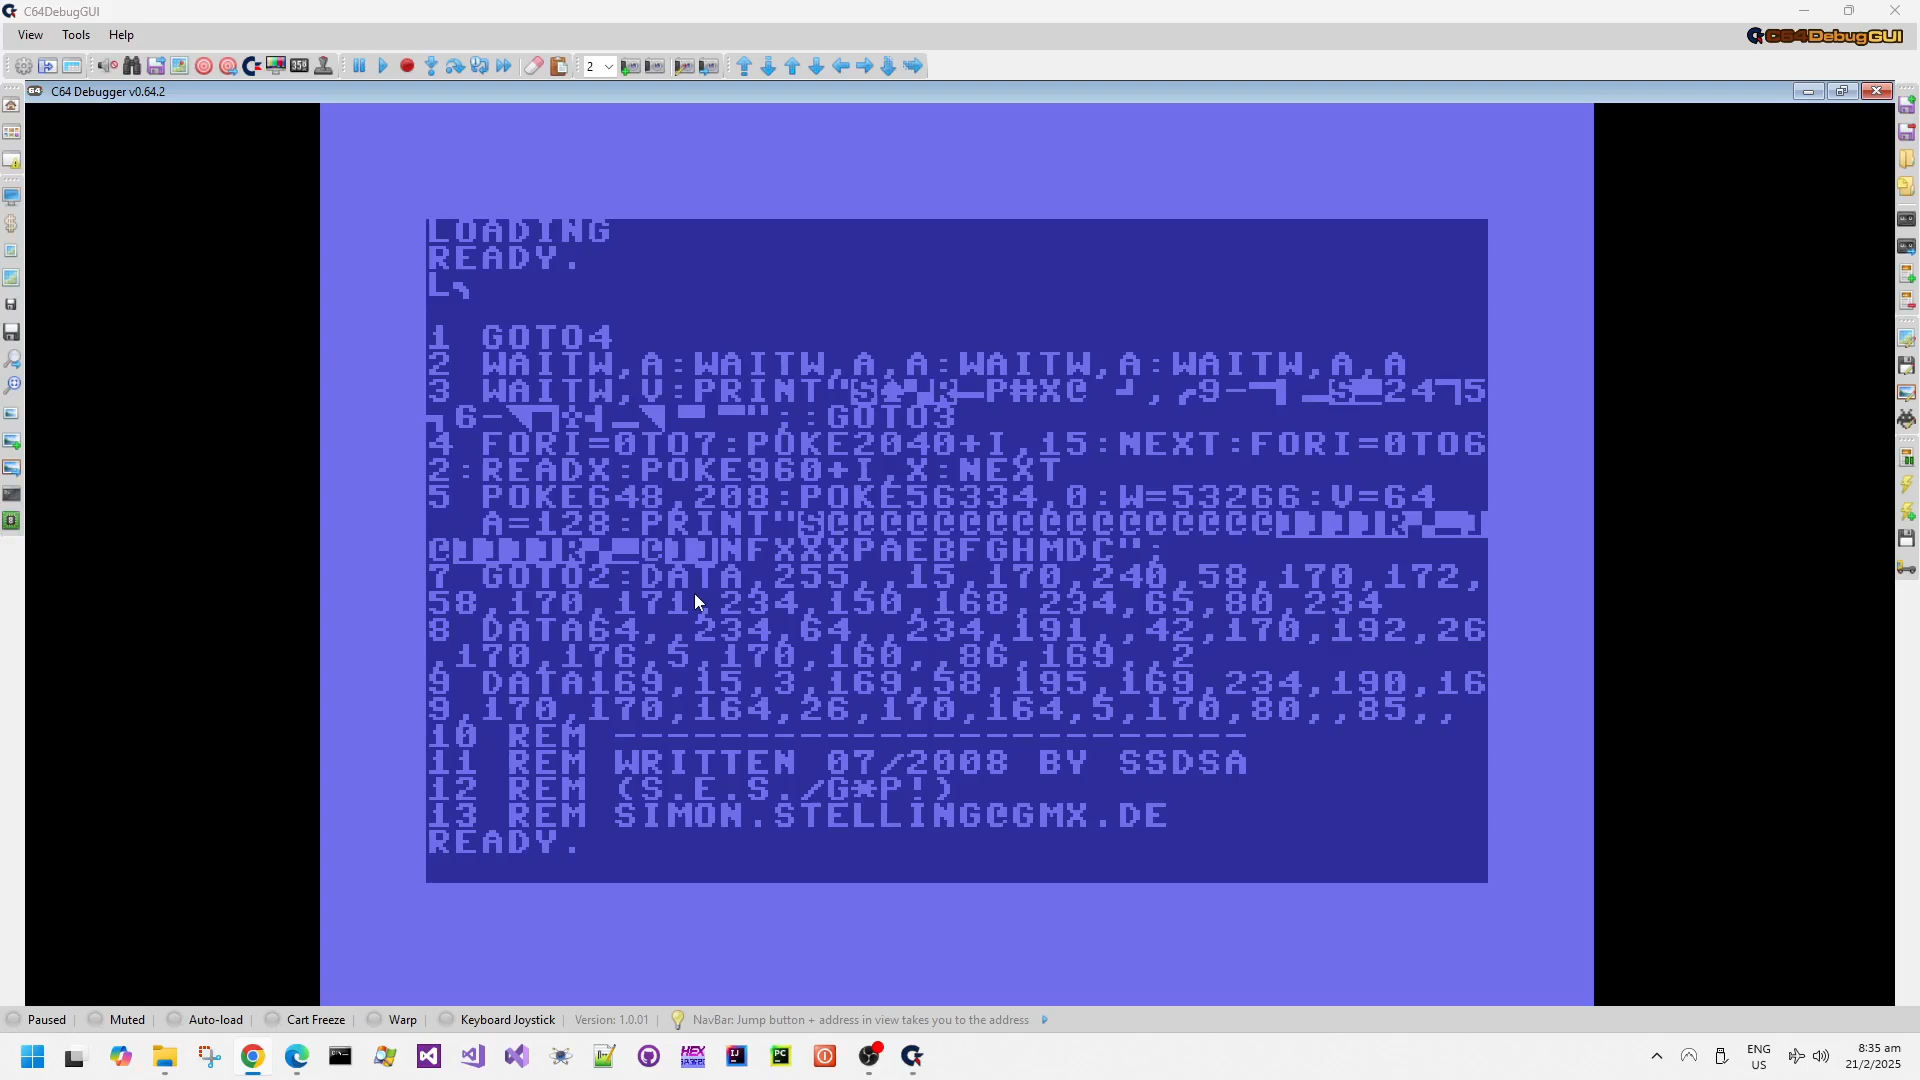 C64DebugGUI
View Tools Help
C64DebugGUI
2
C64 Debugger v0.64.2
LOADING
READY.
L
1 GOTO4
2 WAITW,A:WAITW,A,A:WAITW,A:WAITW,A,A
3 WAITW,V:PRINT"
";:GOTO3
4 FORI=0TO7:POKE2040+I,15:NEXT:FORI=0TO6
2:READX:POKE960+I,X:NEXT
5 POKE648,208:POKE56334,0:W=53266:V=64
A=128:PRINT"S@@@@@@@@@@@@@@@@@
NFXXXPAEBFGHMDC";
7 GOTO2:DATA,255,,15,170,240,58,170,172,
58,170,171,234,150,168,234,65,80,234
8 DATA64,,234,64,,234,191,,42,170,192,26
,170,176,5,170,160,,86,169,,2
9 DATA169,15,3,169,58,195,169,234,190,16
9,170,170,164,26,170,164,5,170,80,,85,,
10 REM ------------------------
11 REM WRITTEN 07/2008 BY SSDSA
12 REM (S.E.S./G*P!)
13 REM SIMON.STELLING@GMX.DE
READY.
Paused Muted Auto-load Cart Freeze Warp Keyboard Joystick Version: 1.0.01 NavBar: Jump button + address in view takes you to the address
ENG
US
8:35 am
21/2/2025